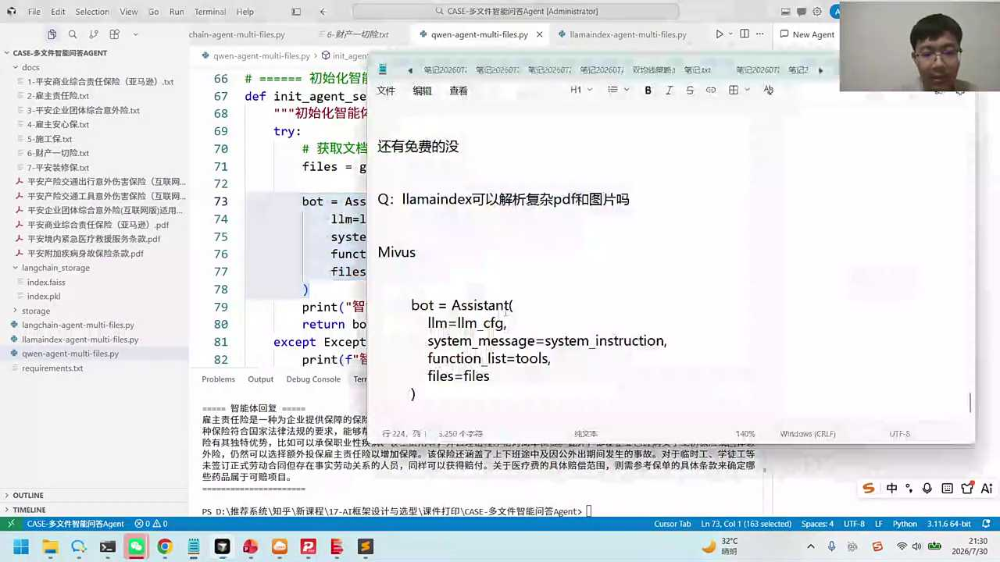 File Edit Selection View Go Run Terminal Help
CASE-多文件智能问答Agent [Administrator]
chain-agent-multi-files.py
6-财产一切险.txt
qwen-agent-multi-files.py
llamaindex-agent-multi-files.py
New Agent
CASE-多文件智能问答AGENT
docs
1-平安商业综合责任保险（亚马逊）.txt
2-雇主责任险.txt
3-平安企业团体综合意外险.txt
4-雇主安心保.txt
5-施工保.txt
6-财产一切险.txt
7-平安装修保.txt
平安产险交通出行意外伤害保险（互联网...
平安产险交通工具意外伤害保险（互联网...
平安企业团体综合意外险(互联网版)适用...
平安商业综合责任保险（亚马逊）.pdf
平安境内紧急医疗救援服务条款.pdf
平安附加疾病身故保险条款.pdf
langchain_storage
index.faiss
index.pkl
storage
langchain-agent-multi-files.py
llamaindex-agent-multi-files.py
qwen-agent-multi-files.py
requirements.txt
OUTLINE
TIMELINE
qwen-agent-multi-files.py > init_agent
66 # ====== 初始化智能
67 def init_agent_se
68 """初始化智能体
69 try:
70 # 获取文档
71 files = g
72
73 bot = Ass
74 llm=l
75 syste
76 funct
77 files
78 )
79 print("智
80 return bo
81 except Except
82 print(f"智
笔记202607 笔记202607 笔记202607 笔记202607 双均线策略 笔记.txt 笔记202607 笔记2
文件 编辑 查看
H1 B I S
还有免费的没
Q：llamaindex可以解析复杂pdf和图片吗
Mivus
bot = Assistant(
llm=llm_cfg,
system_message=system_instruction,
function_list=tools,
files=files
)
行 224，列 3,250 个字符 纯文本 140% Windows (CRLF) UTF-8
Problems Output Debug Console Ter
===== 智能体回复 =====
雇主责任险是一种为企业提供保障的保险
种保险符合国家法律法规的要求，能够帮
险有其独特优势，比如可以承保职业性疾
外险，仍然可以选择额外投保雇主责任险以增加保障。该保险还涵盖了上下班途中及因公外出期间发生的事故。对于临时工、学徒工等
未签订正式劳动合同但存在事实劳动关系的人员，同样可以获得赔付。关于医疗费的具体赔偿范围，则需参考保单的具体条款来确定哪
些药品属于可赔项目。
=====================
PS D:\推荐系统\知乎\新课程\17-AI框架设计与选型\课件打印\CASE-多文件智能问答Agent>
中
CASE-多文件智能问答Agent 0 0 Cursor Tab Ln 73, Col 1 (163 selected) Spaces: 4 UTF-8 LF Python 3.11.6 64-bit
32°C
晴朗
21:30
2026/7/30